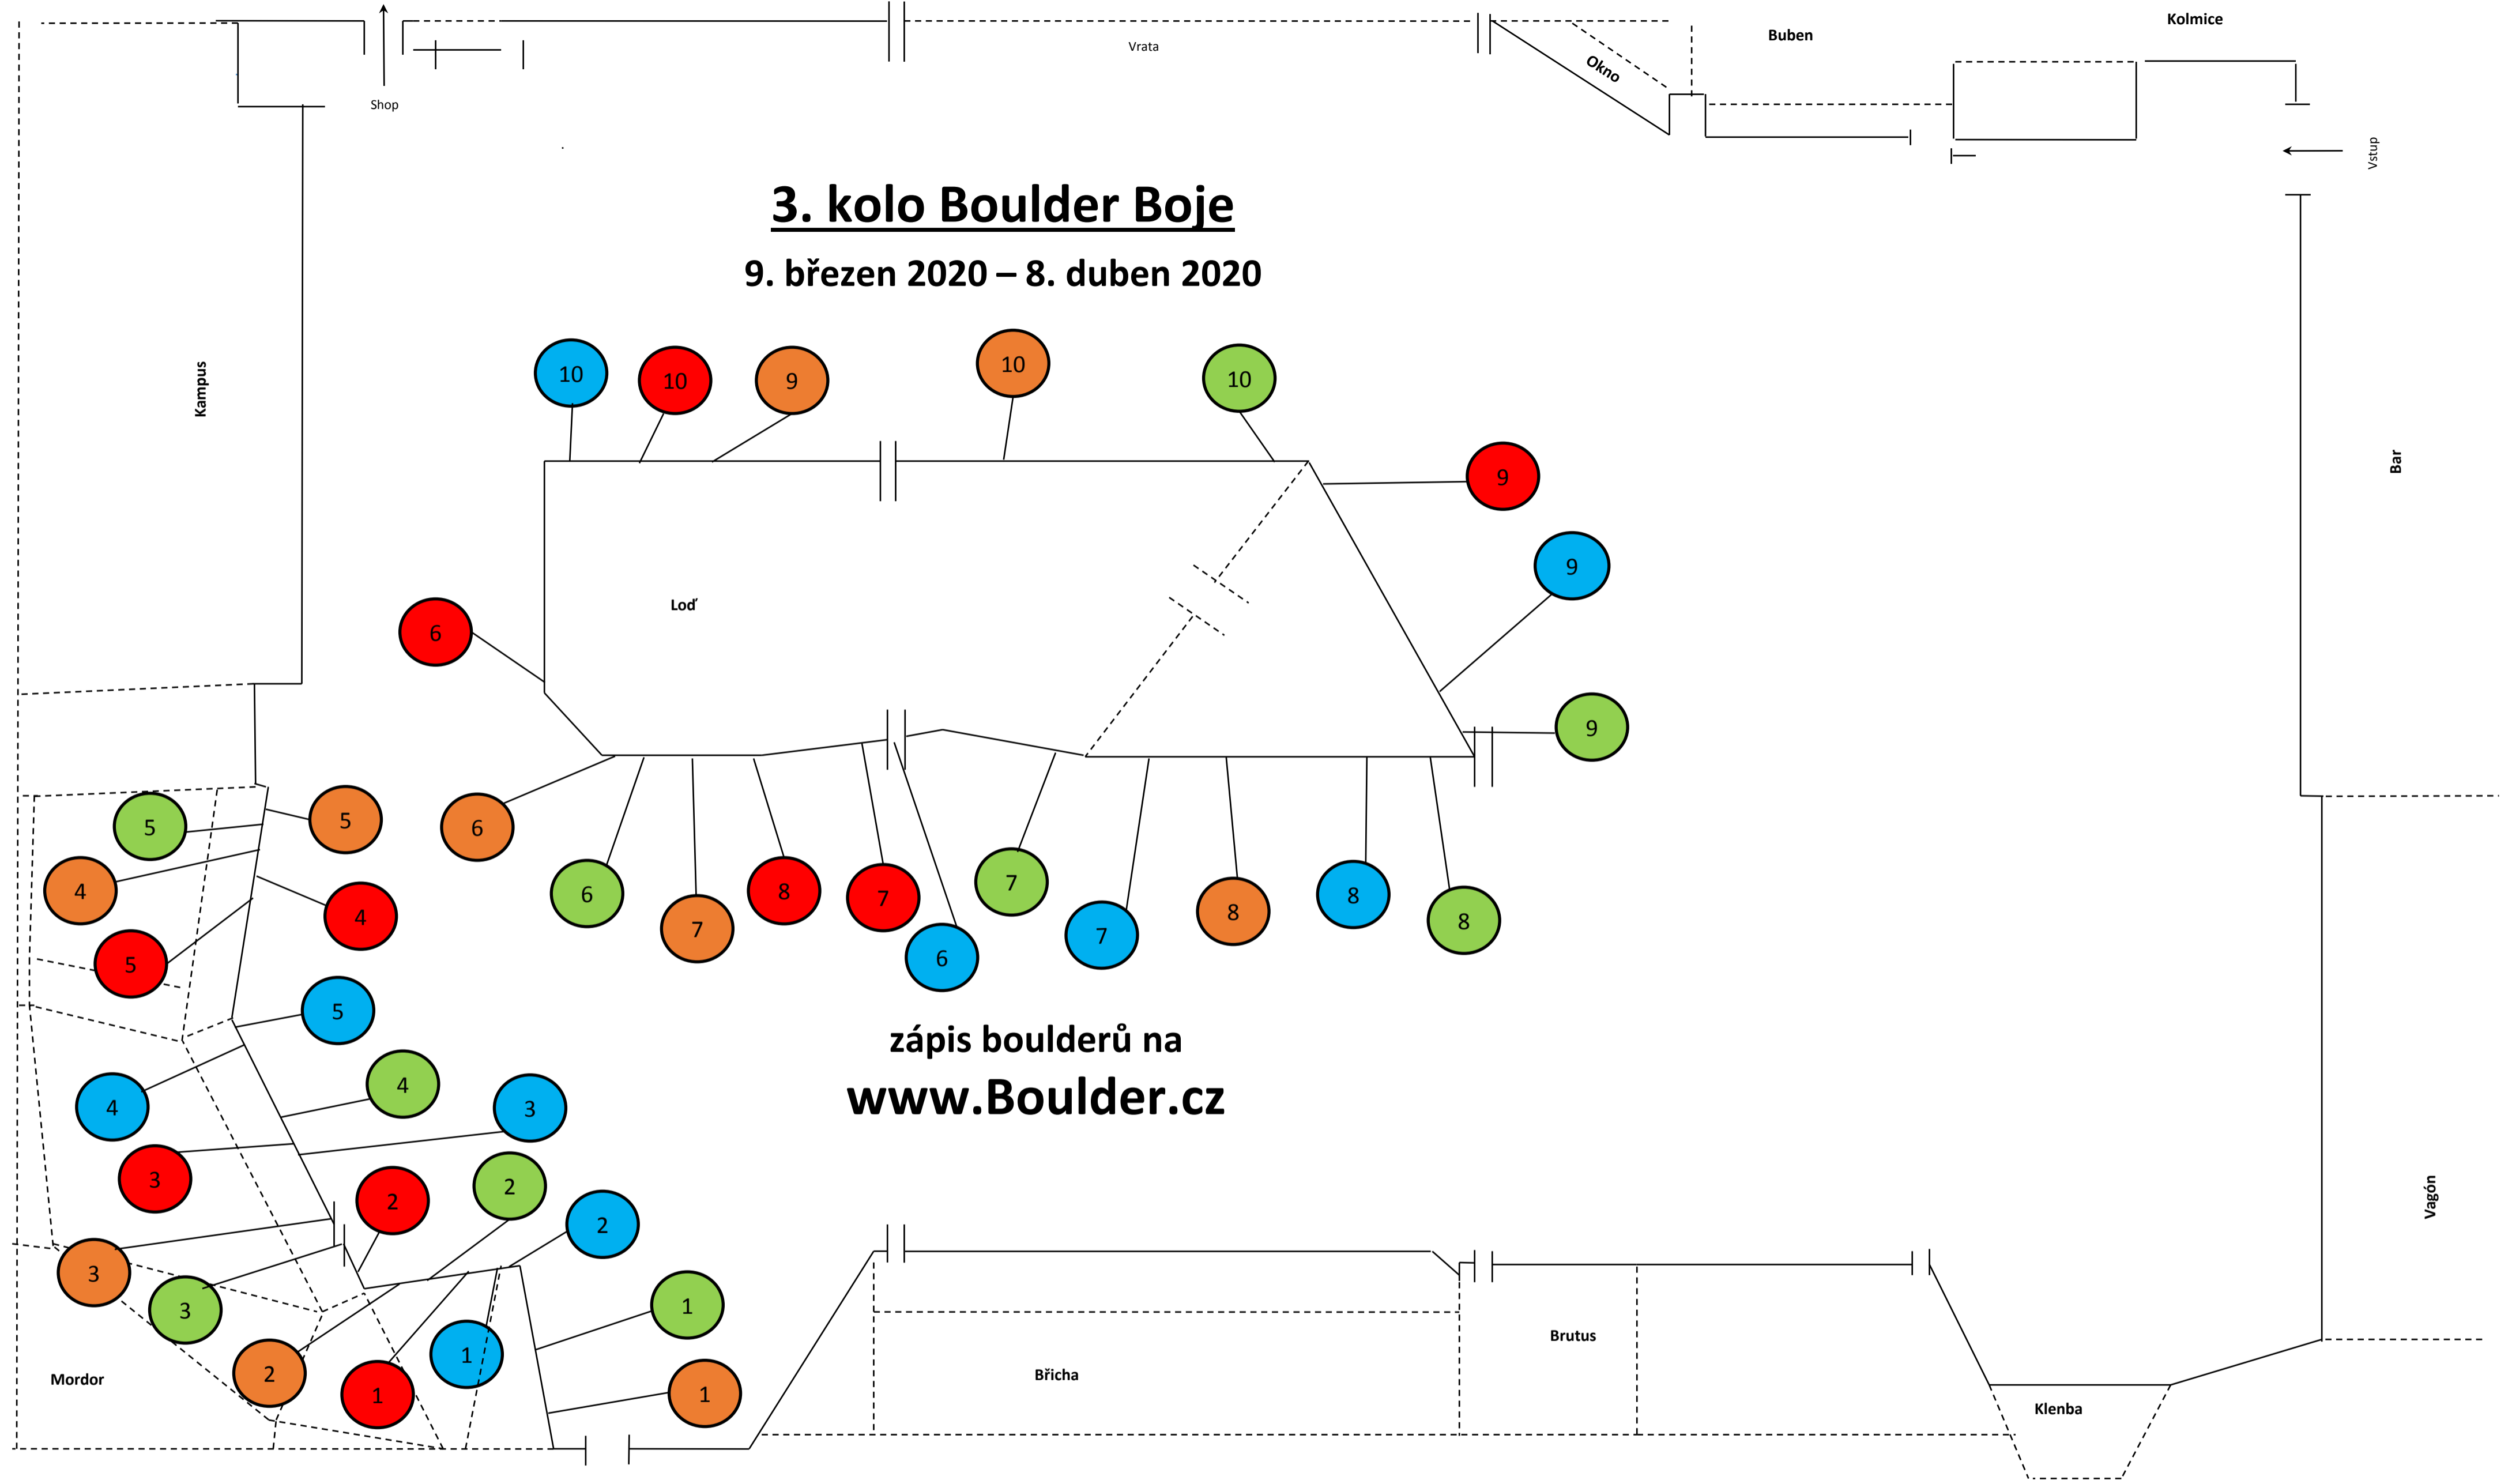 Kolmice
Buben
Vrata
Okno
Shop
Vstup
3. kolo Boulder Boje
9. březen 2020 – 8. duben 2020
Kampus
10
10
9
10
10
Bar
9
9
Loď
6
9
5
5
6
4
6
7
8
7
6
7
7
8
8
8
4
5
5
zápis boulderů na
www.Boulder.cz
4
4
3
3
2
2
2
Vagón
3
3
2
1
1
1
1
Mordor
Břicha
Brutus
Klenba